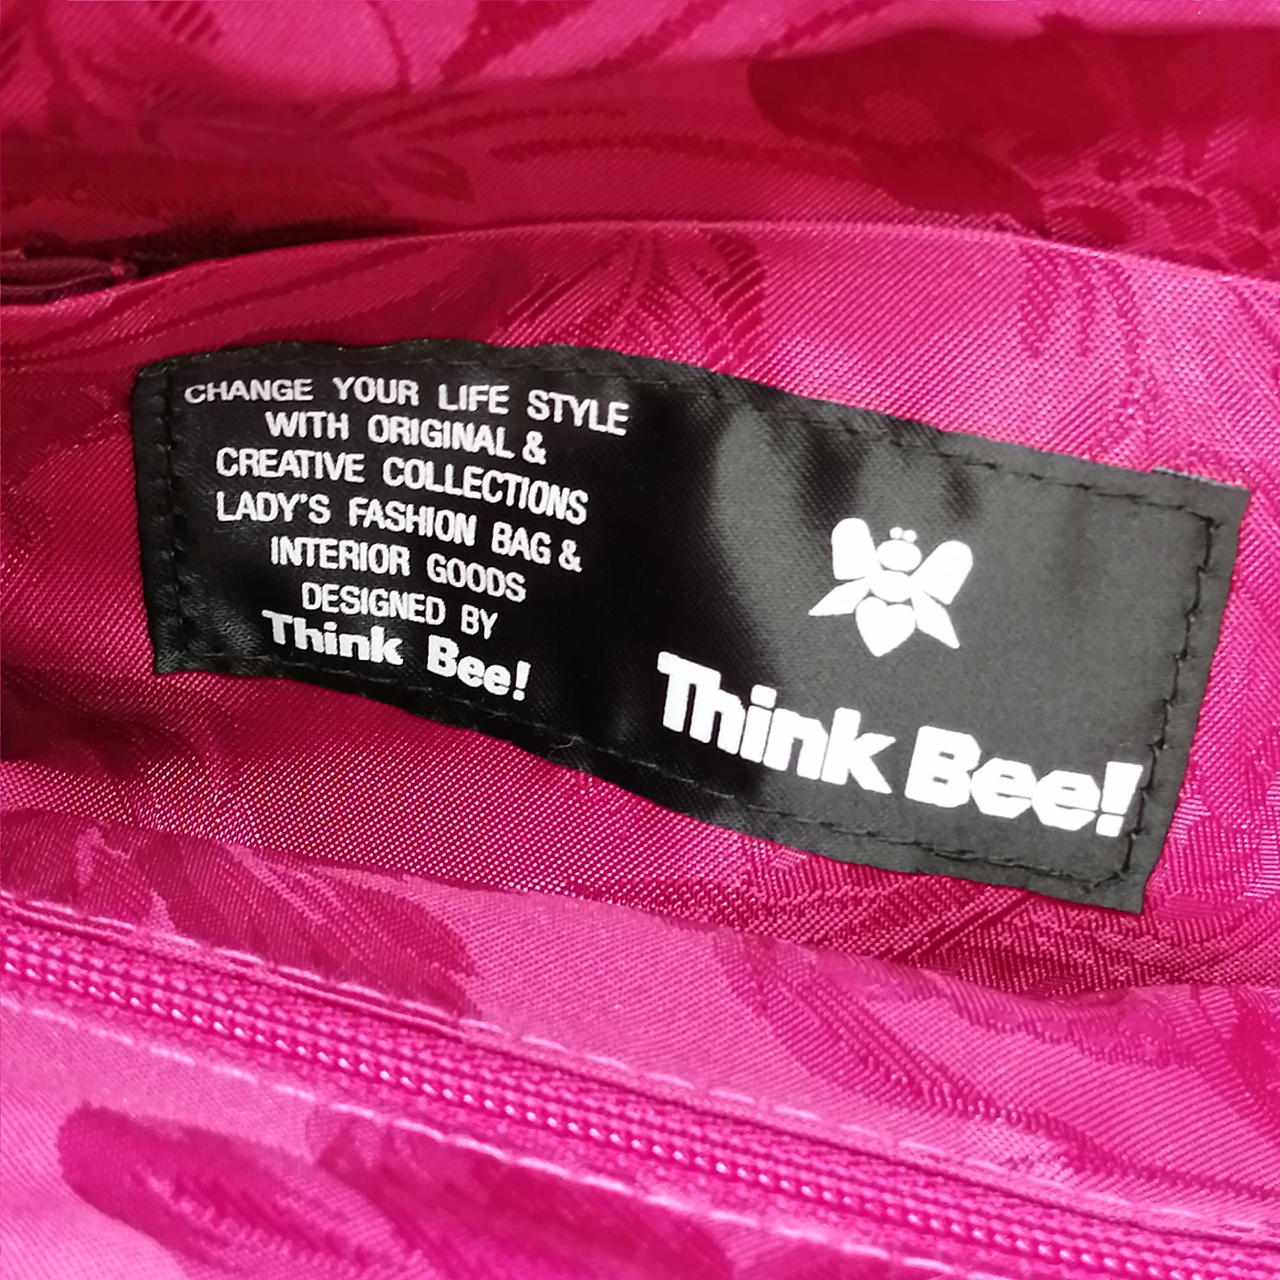 CHANGE YOUR LIFE STYLE
WITH ORIGINAL &
CREATIVE COLLECTIONS
LADY'S FASHION BAG &
INTERIOR GOODS
DESIGNED BY
Think Bee!
Think Bee!